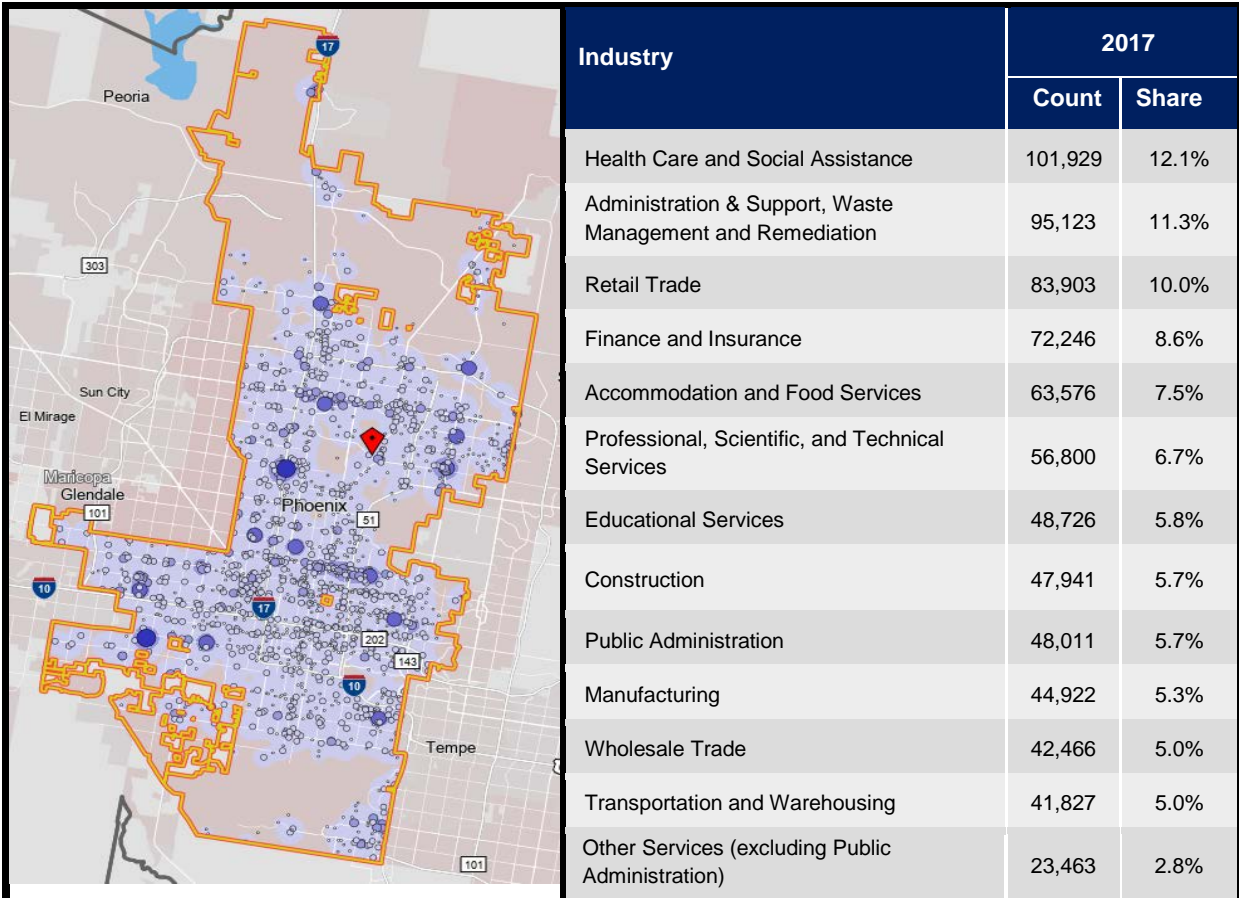 17
Peoria
303
Sun City
El Mirage
Maricopa
Glendale
101
Phoenix
51
10
17
202
143
10
Tempe
101
Industry
2017
Count Share
Health Care and Social Assistance 101,929 12.1%
Administration & Support, Waste
Management and Remediation 95,123 11.3%
Retail Trade 83,903 10.0%
Finance and Insurance 72,246 8.6%
Accommodation and Food Services 63,576 7.5%
Professional, Scientific, and Technical
Services 56,800 6.7%
Educational Services 48,726 5.8%
Construction 47,941 5.7%
Public Administration 48,011 5.7%
Manufacturing 44,922 5.3%
Wholesale Trade 42,466 5.0%
Transportation and Warehousing 41,827 5.0%
Other Services (excluding Public
Administration) 23,463 2.8%